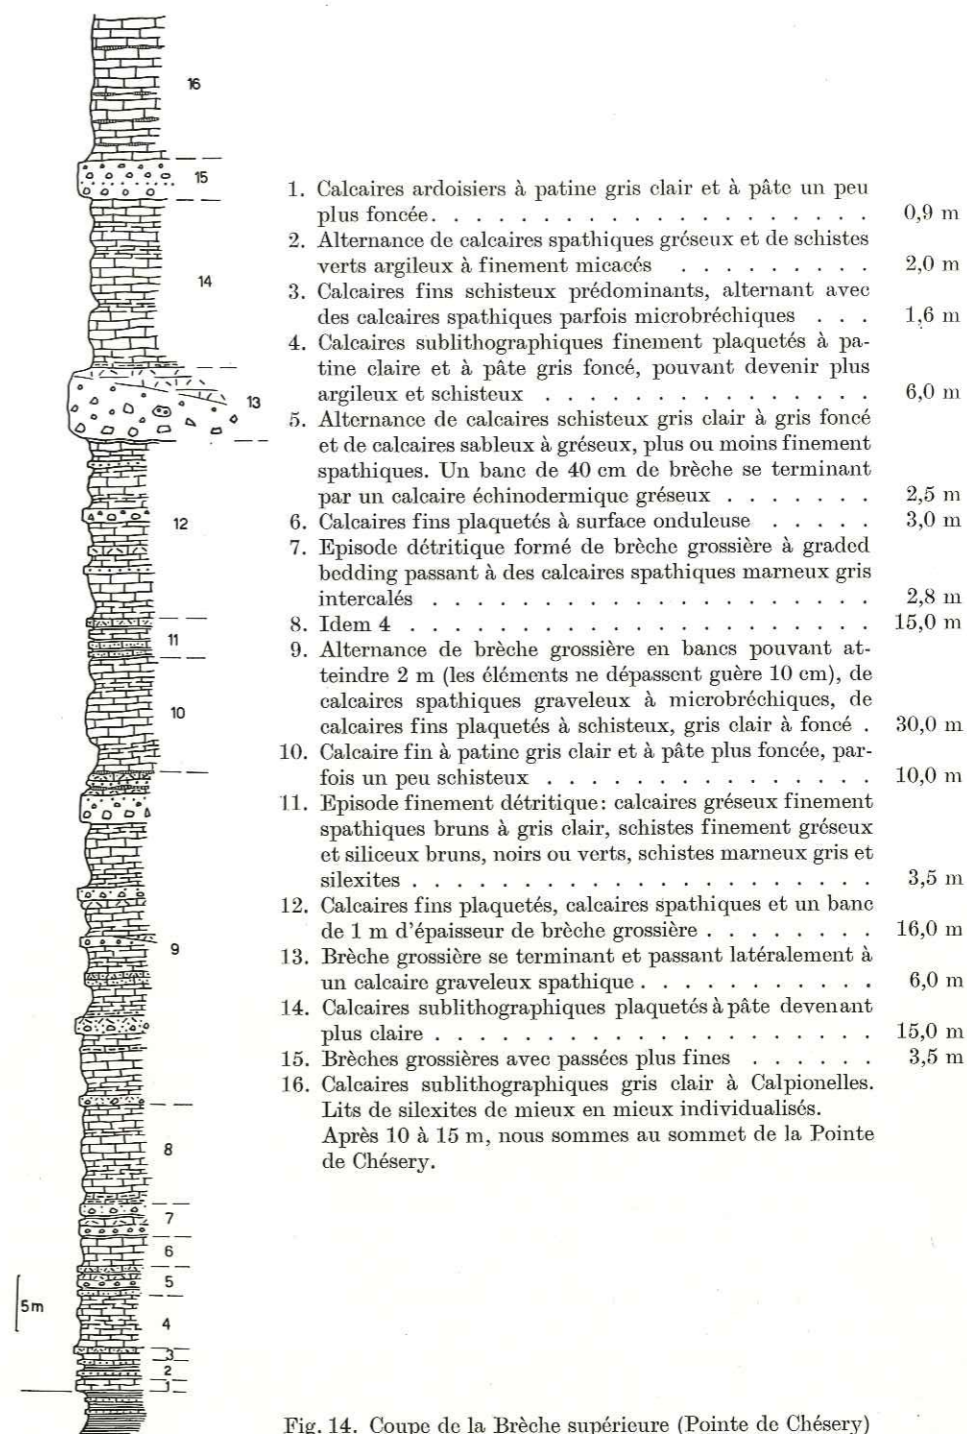 16
15
14
13
12
11
10
9
8
7
6
5
4
3
2
1
5m
1. Calcaires ardoisiers à patine gris clair et à pâte un peu
plus foncée. . . . . . . . . . . . . . . . . . . . 0,9 m
2. Alternance de calcaires spathiques gréseux et de schistes
verts argileux à finement micacés . . . . . . . . . 2,0 m
3. Calcaires fins schisteux prédominants, alternant avec
des calcaires spathiques parfois microbréchiques . . . 1,6 m
4. Calcaires sublithographiques finement plaquetés à pa-
tine claire et à pâte gris foncé, pouvant devenir plus
argileux et schisteux . . . . . . . . . . . . . . . 6,0 m
5. Alternance de calcaires schisteux gris clair à gris foncé
et de calcaires sableux à gréseux, plus ou moins finement
spathiques. Un banc de 40 cm de brèche se terminant
par un calcaire échinodermique gréseux . . . . . . . 2,5 m
6. Calcaires fins plaquetés à surface onduleuse . . . . . 3,0 m
7. Episode détritique formé de brèche grossière à graded
bedding passant à des calcaires spathiques marneux gris
intercalés . . . . . . . . . . . . . . . . . . . . 2,8 m
8. Idem 4 . . . . . . . . . . . . . . . . . . . . . 15,0 m
9. Alternance de brèche grossière en bancs pouvant at-
teindre 2 m (les éléments ne dépassent guère 10 cm), de
calcaires spathiques graveleux à microbréchiques, de
calcaires fins plaquetés à schisteux, gris clair à foncé . 30,0 m
10. Calcaire fin à patine gris clair et à pâte plus foncée, par-
fois un peu schisteux . . . . . . . . . . . . . . . 10,0 m
11. Episode finement détritique: calcaires gréseux finement
spathiques bruns à gris clair, schistes finement gréseux
et siliceux bruns, noirs ou verts, schistes marneux gris et
silexites . . . . . . . . . . . . . . . . . . . . . 3,5 m
12. Calcaires fins plaquetés, calcaires spathiques et un banc
de 1 m d'épaisseur de brèche grossière . . . . . . . . 16,0 m
13. Brèche grossière se terminant et passant latéralement à
un calcaire graveleux spathique . . . . . . . . . . . 6,0 m
14. Calcaires sublithographiques plaquetés à pâte devenant
plus claire . . . . . . . . . . . . . . . . . . . . 15,0 m
15. Brèches grossières avec passées plus fines . . . . . . 3,5 m
16. Calcaires sublithographiques gris clair à Calpionelles.
Lits de silexites de mieux en mieux individualisés.
Après 10 à 15 m, nous sommes au sommet de la Pointe
de Chésery.
Fig. 14. Coupe de la Brèche supérieure (Pointe de Chésery)